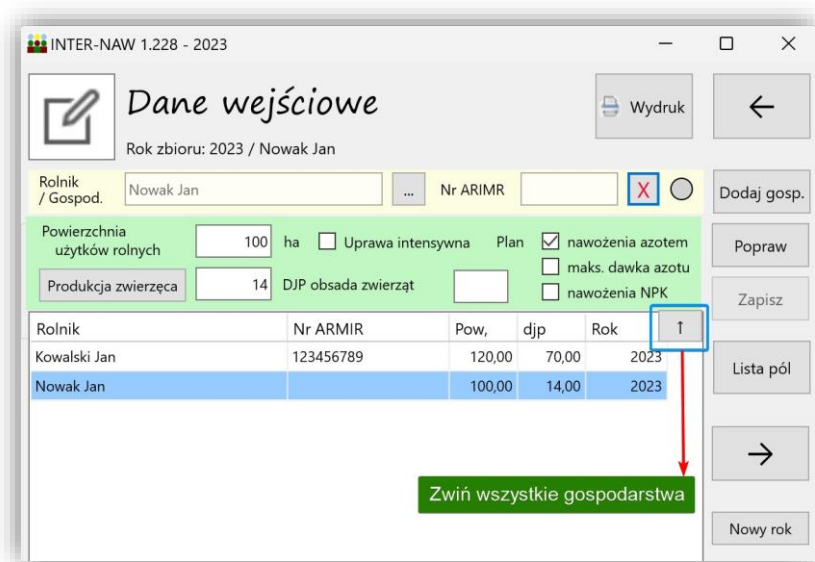 INTER-NAW 1.228 - 2023
Dane wejściowe
Wydruk
Rok zbioru: 2023 / Nowak Jan
Rolnik / Gospod. Nowak Jan ... Nr ARIMR X Dodaj gosp.
Powierzchnia użytków rolnych 100 ha Uprawa intensywna Plan nawożenia azotem Popraw
maks. dawka azotu
Produkcja zwierzęca 14 DJP obsada zwierząt nawożenia NPK Zapisz
Rolnik Nr ARMIR Pow, djp Rok ↑
Kowalski Jan 123456789 120,00 70,00 2023
Lista pól
Nowak Jan 100,00 14,00 2023
Zwiń wszystkie gospodarstwa
Nowy rok